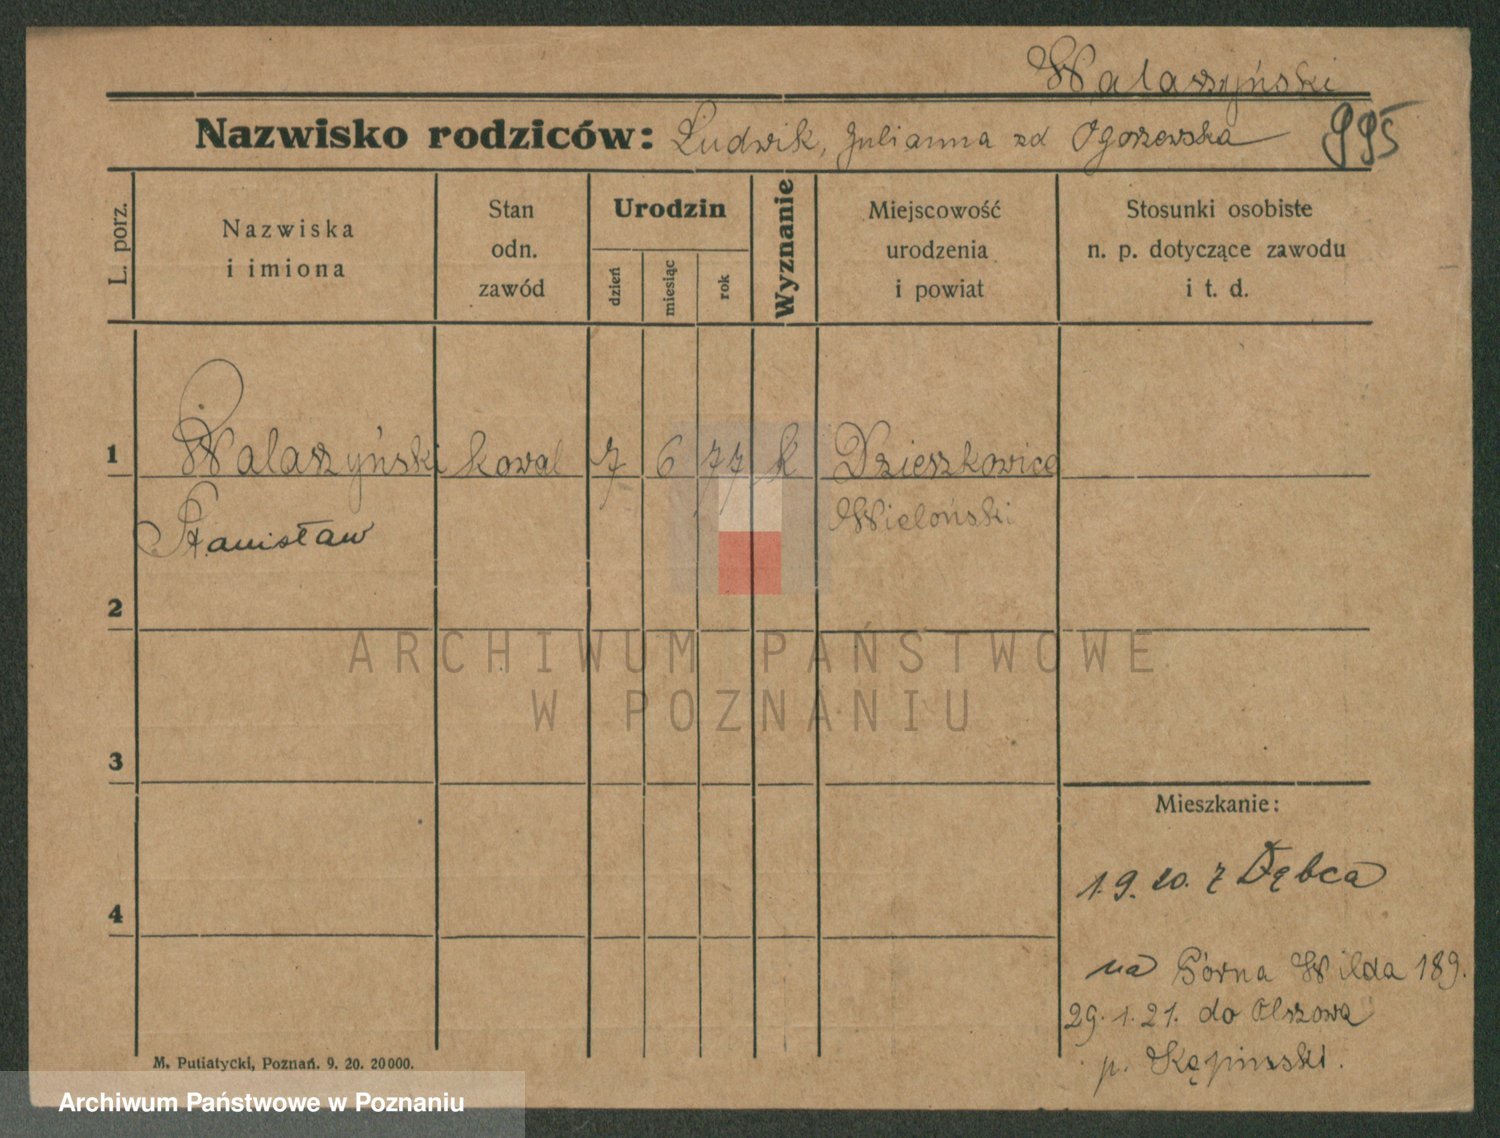 Walaszyński
Nazwisko rodziców: Ludwik, Julianna zd Ogorzewska 995
L. porz.
Nazwiska
i imiona
Stan
odn.
zawód
Urodzin
dzień
miesiąc
rok
Wyznanie
Miejscowość
urodzenia
i powiat
Stosunki osobiste
n. p. dotyczące zawodu
i t. d.
1 Walaszyński kowal 7 6 77 k Dzieszkowice
Stanisław Wieloński
2
3
4
ARCHIWUM PAŃSTWOWE
W POZNANIU
Mieszkanie:
1.9.20. z Dębca
na Górna Wilda 189.
29.1.21. do Olszowa
p. Kępinski.
M. Putiatycki, Poznań. 9. 20. 20000.
Archiwum Państwowe w Poznaniu